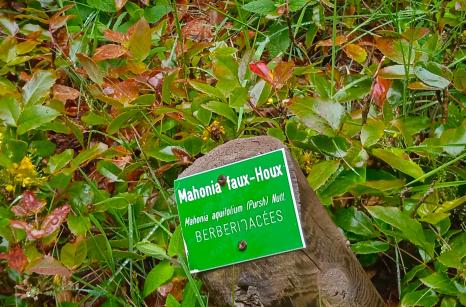 Mahonia faux-Houx
Mahonia aquifolium (Pursh) Nutt.
BERBERIDACÉES